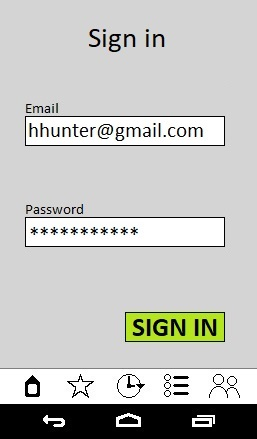 Sign in
Email
hhunter@gmail.com
Password
***********
SIGN IN